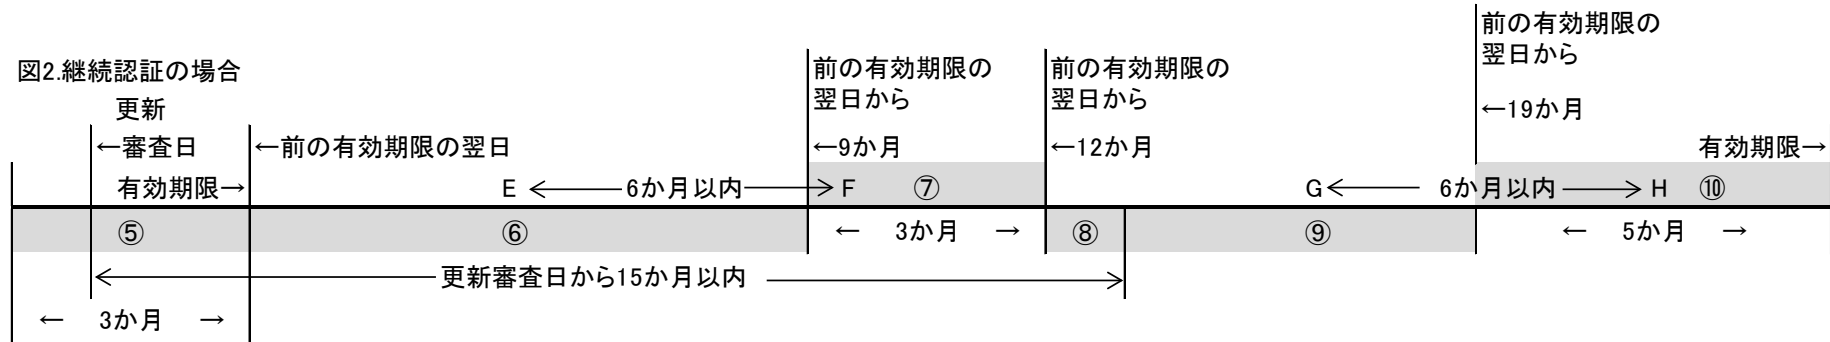 図2.継続認証の場合
更新
←審査日
有効期限→
←前の有効期限の翌日
前の有効期限の
翌日から
←9か月
前の有効期限の
翌日から
←12か月
前の有効期限の
翌日から
←19か月
有効期限→
E ← 6か月以内 → F ⑦
G ← 6か月以内 → H ⑩
⑤ ⑥ ← 3か月 → ⑧ ⑨ ← 5か月 →
← 更新審査日から15か月以内 →
← 3か月 →